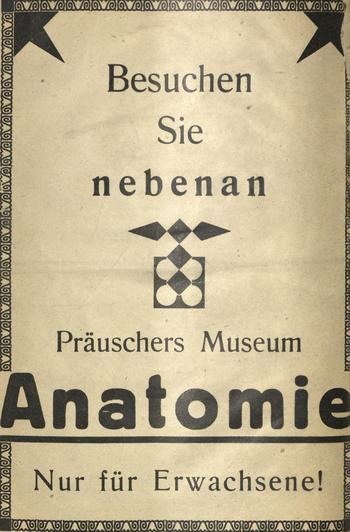 Besuchen
Sie
nebenan
Präuschers Museum
Anatomie
Nur für Erwachsene!